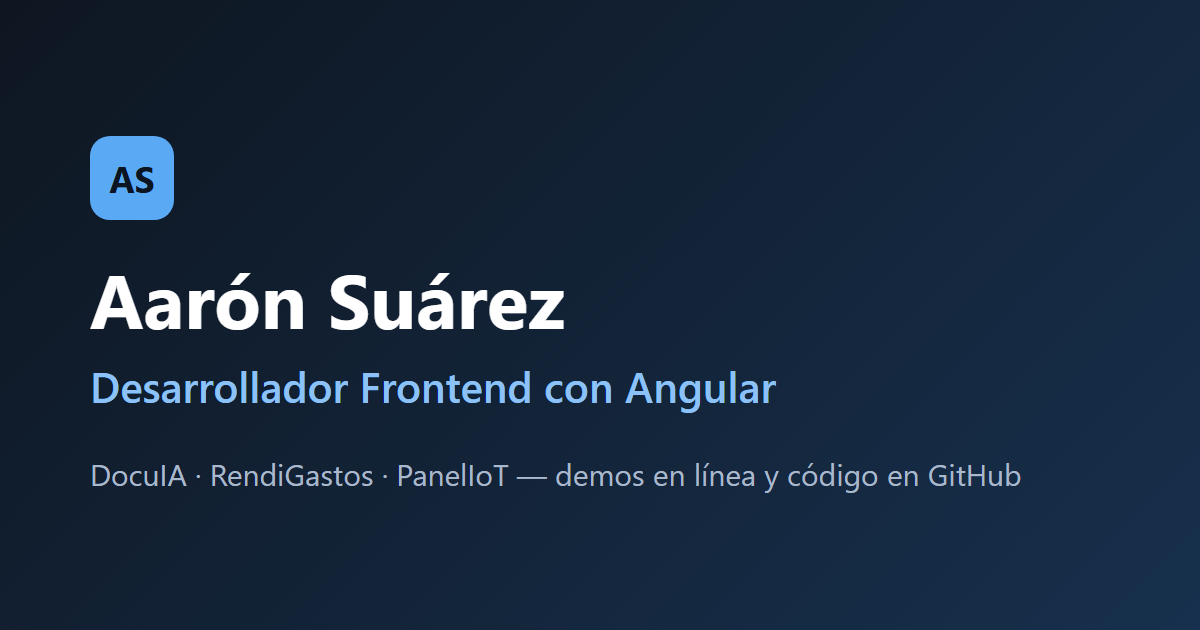 AS
Aarón Suárez
Desarrollador Frontend con Angular
DocuIA · RendiGastos · PanelIoT — demos en línea y código en GitHub